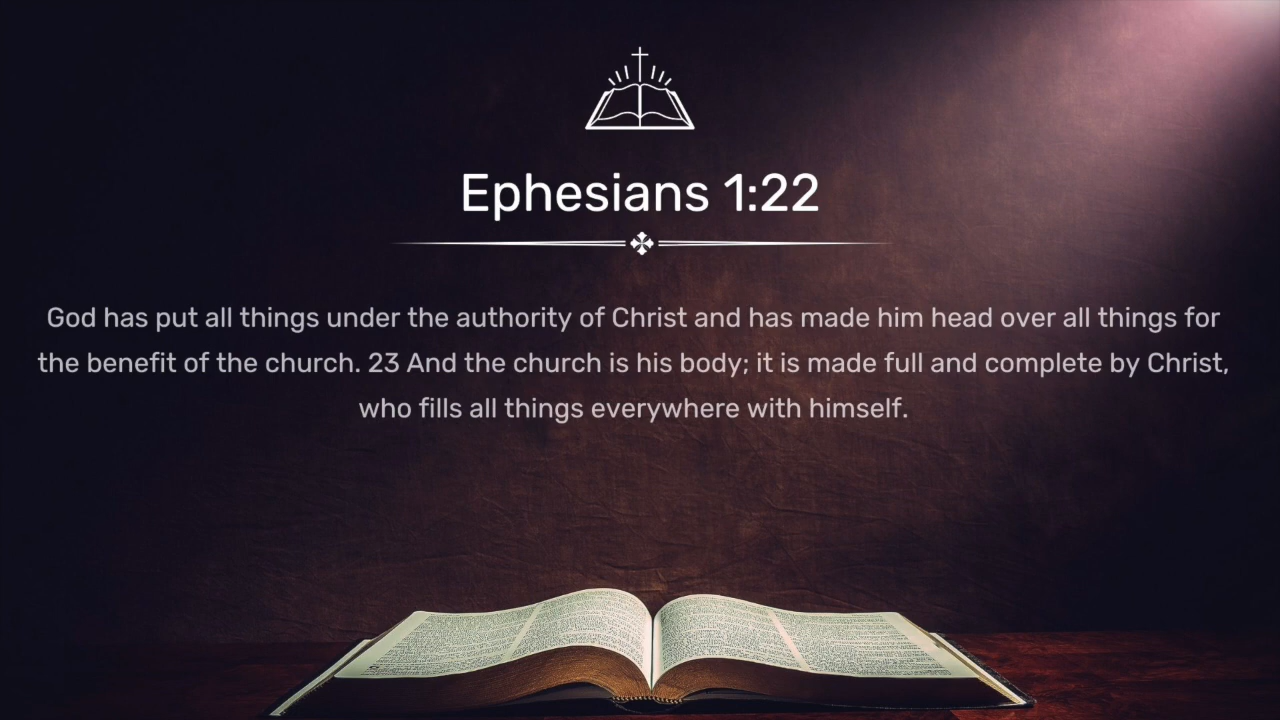 Ephesians 1:22
God has put all things under the authority of Christ and has made him head over all things for
the benefit of the church. 23 And the church is his body; it is made full and complete by Christ,
who fills all things everywhere with himself.